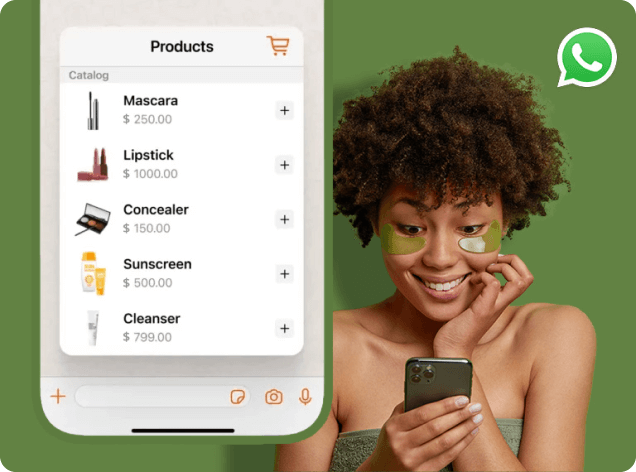 Products
Catalog
Mascara
$ 250.00
Lipstick
$ 1000.00
Concealer
$ 150.00
Sunscreen
$ 500.00
Cleanser
$ 799.00